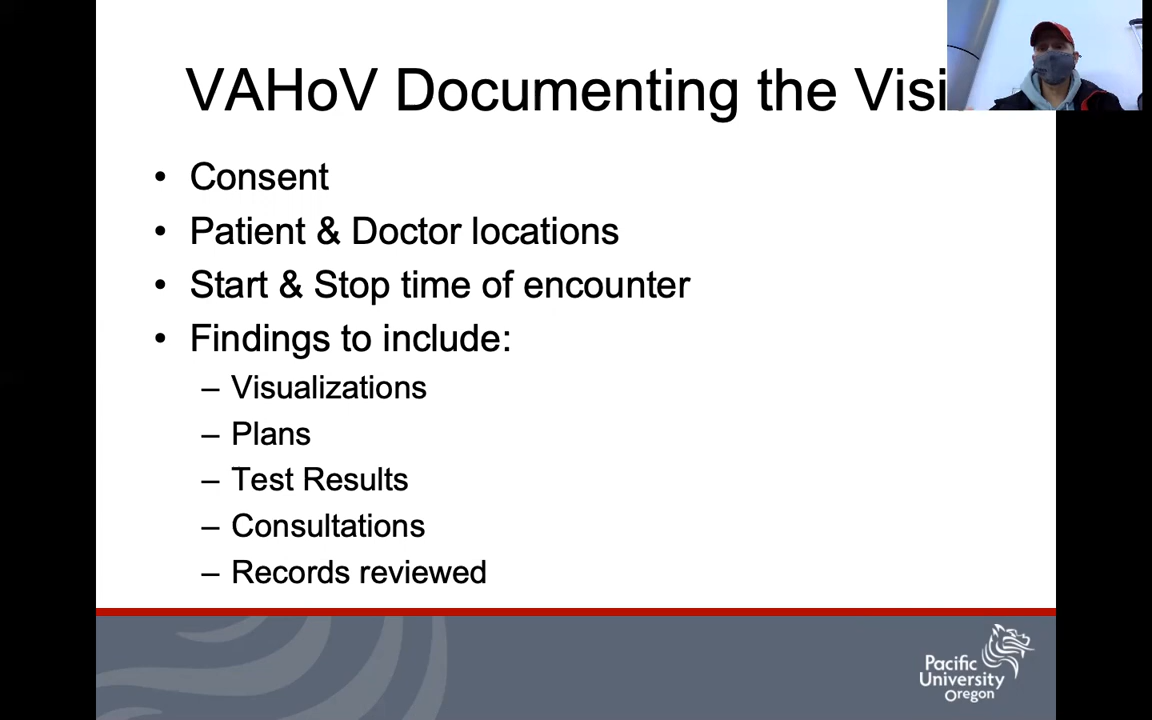 VAHoV Documenting the Visi
• Consent
• Patient & Doctor locations
• Start & Stop time of encounter
• Findings to include:
– Visualizations
– Plans
– Test Results
– Consultations
– Records reviewed
Pacific
University
Oregon